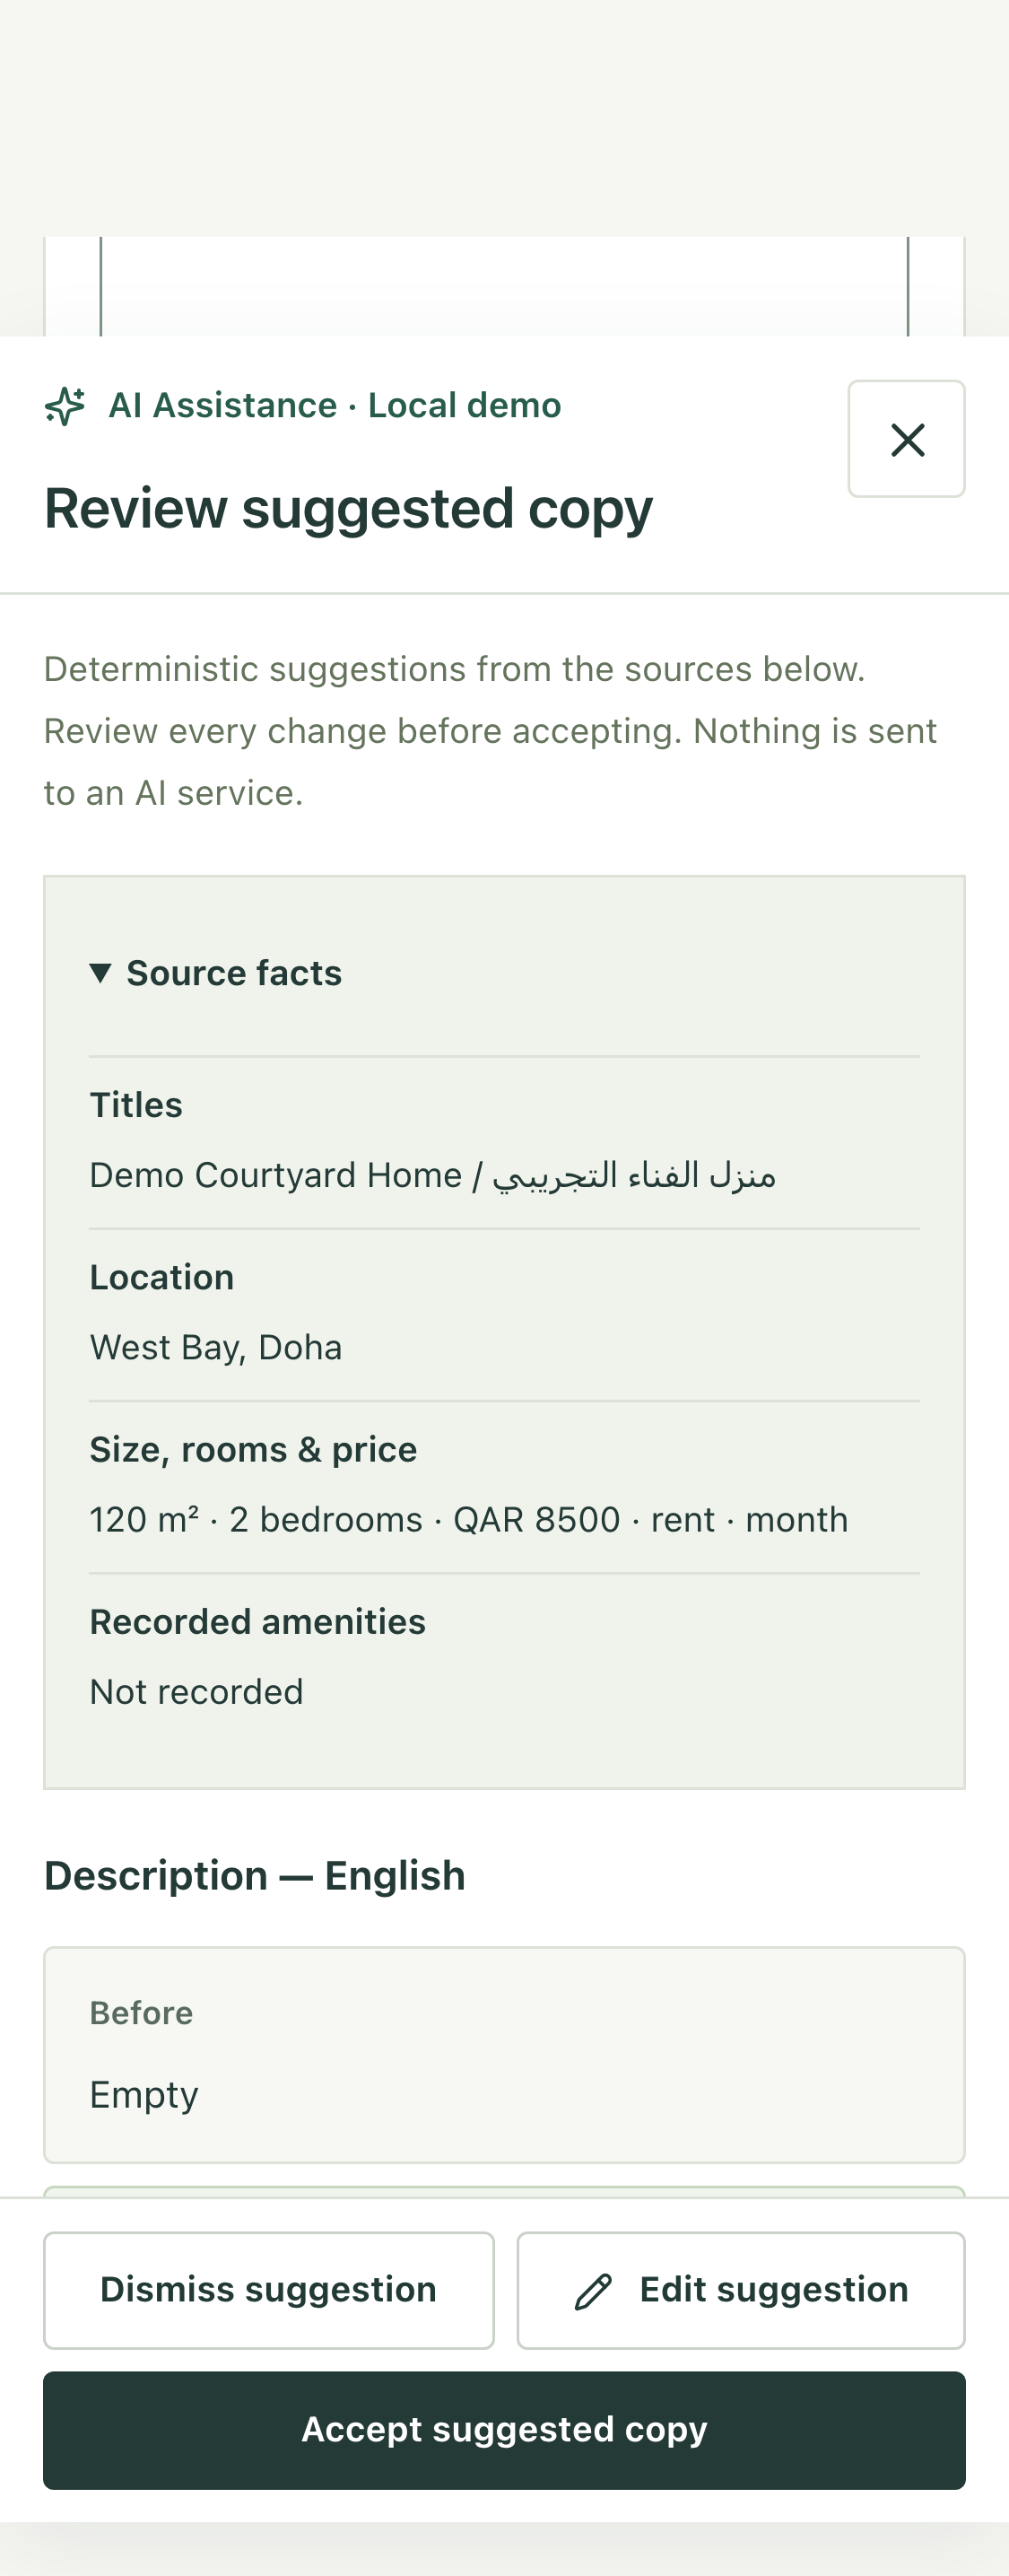 AI Assistance · Local demo
Review suggested copy
Deterministic suggestions from the sources below.
Review every change before accepting. Nothing is sent
to an AI service.
Source facts
Titles
Demo Courtyard Home / منزل الفناء التجريبي
Location
West Bay, Doha
Size, rooms & price
120 m² · 2 bedrooms · QAR 8500 · rent · month
Recorded amenities
Not recorded
Description — English
Before
Empty
Dismiss suggestion
Edit suggestion
Accept suggested copy